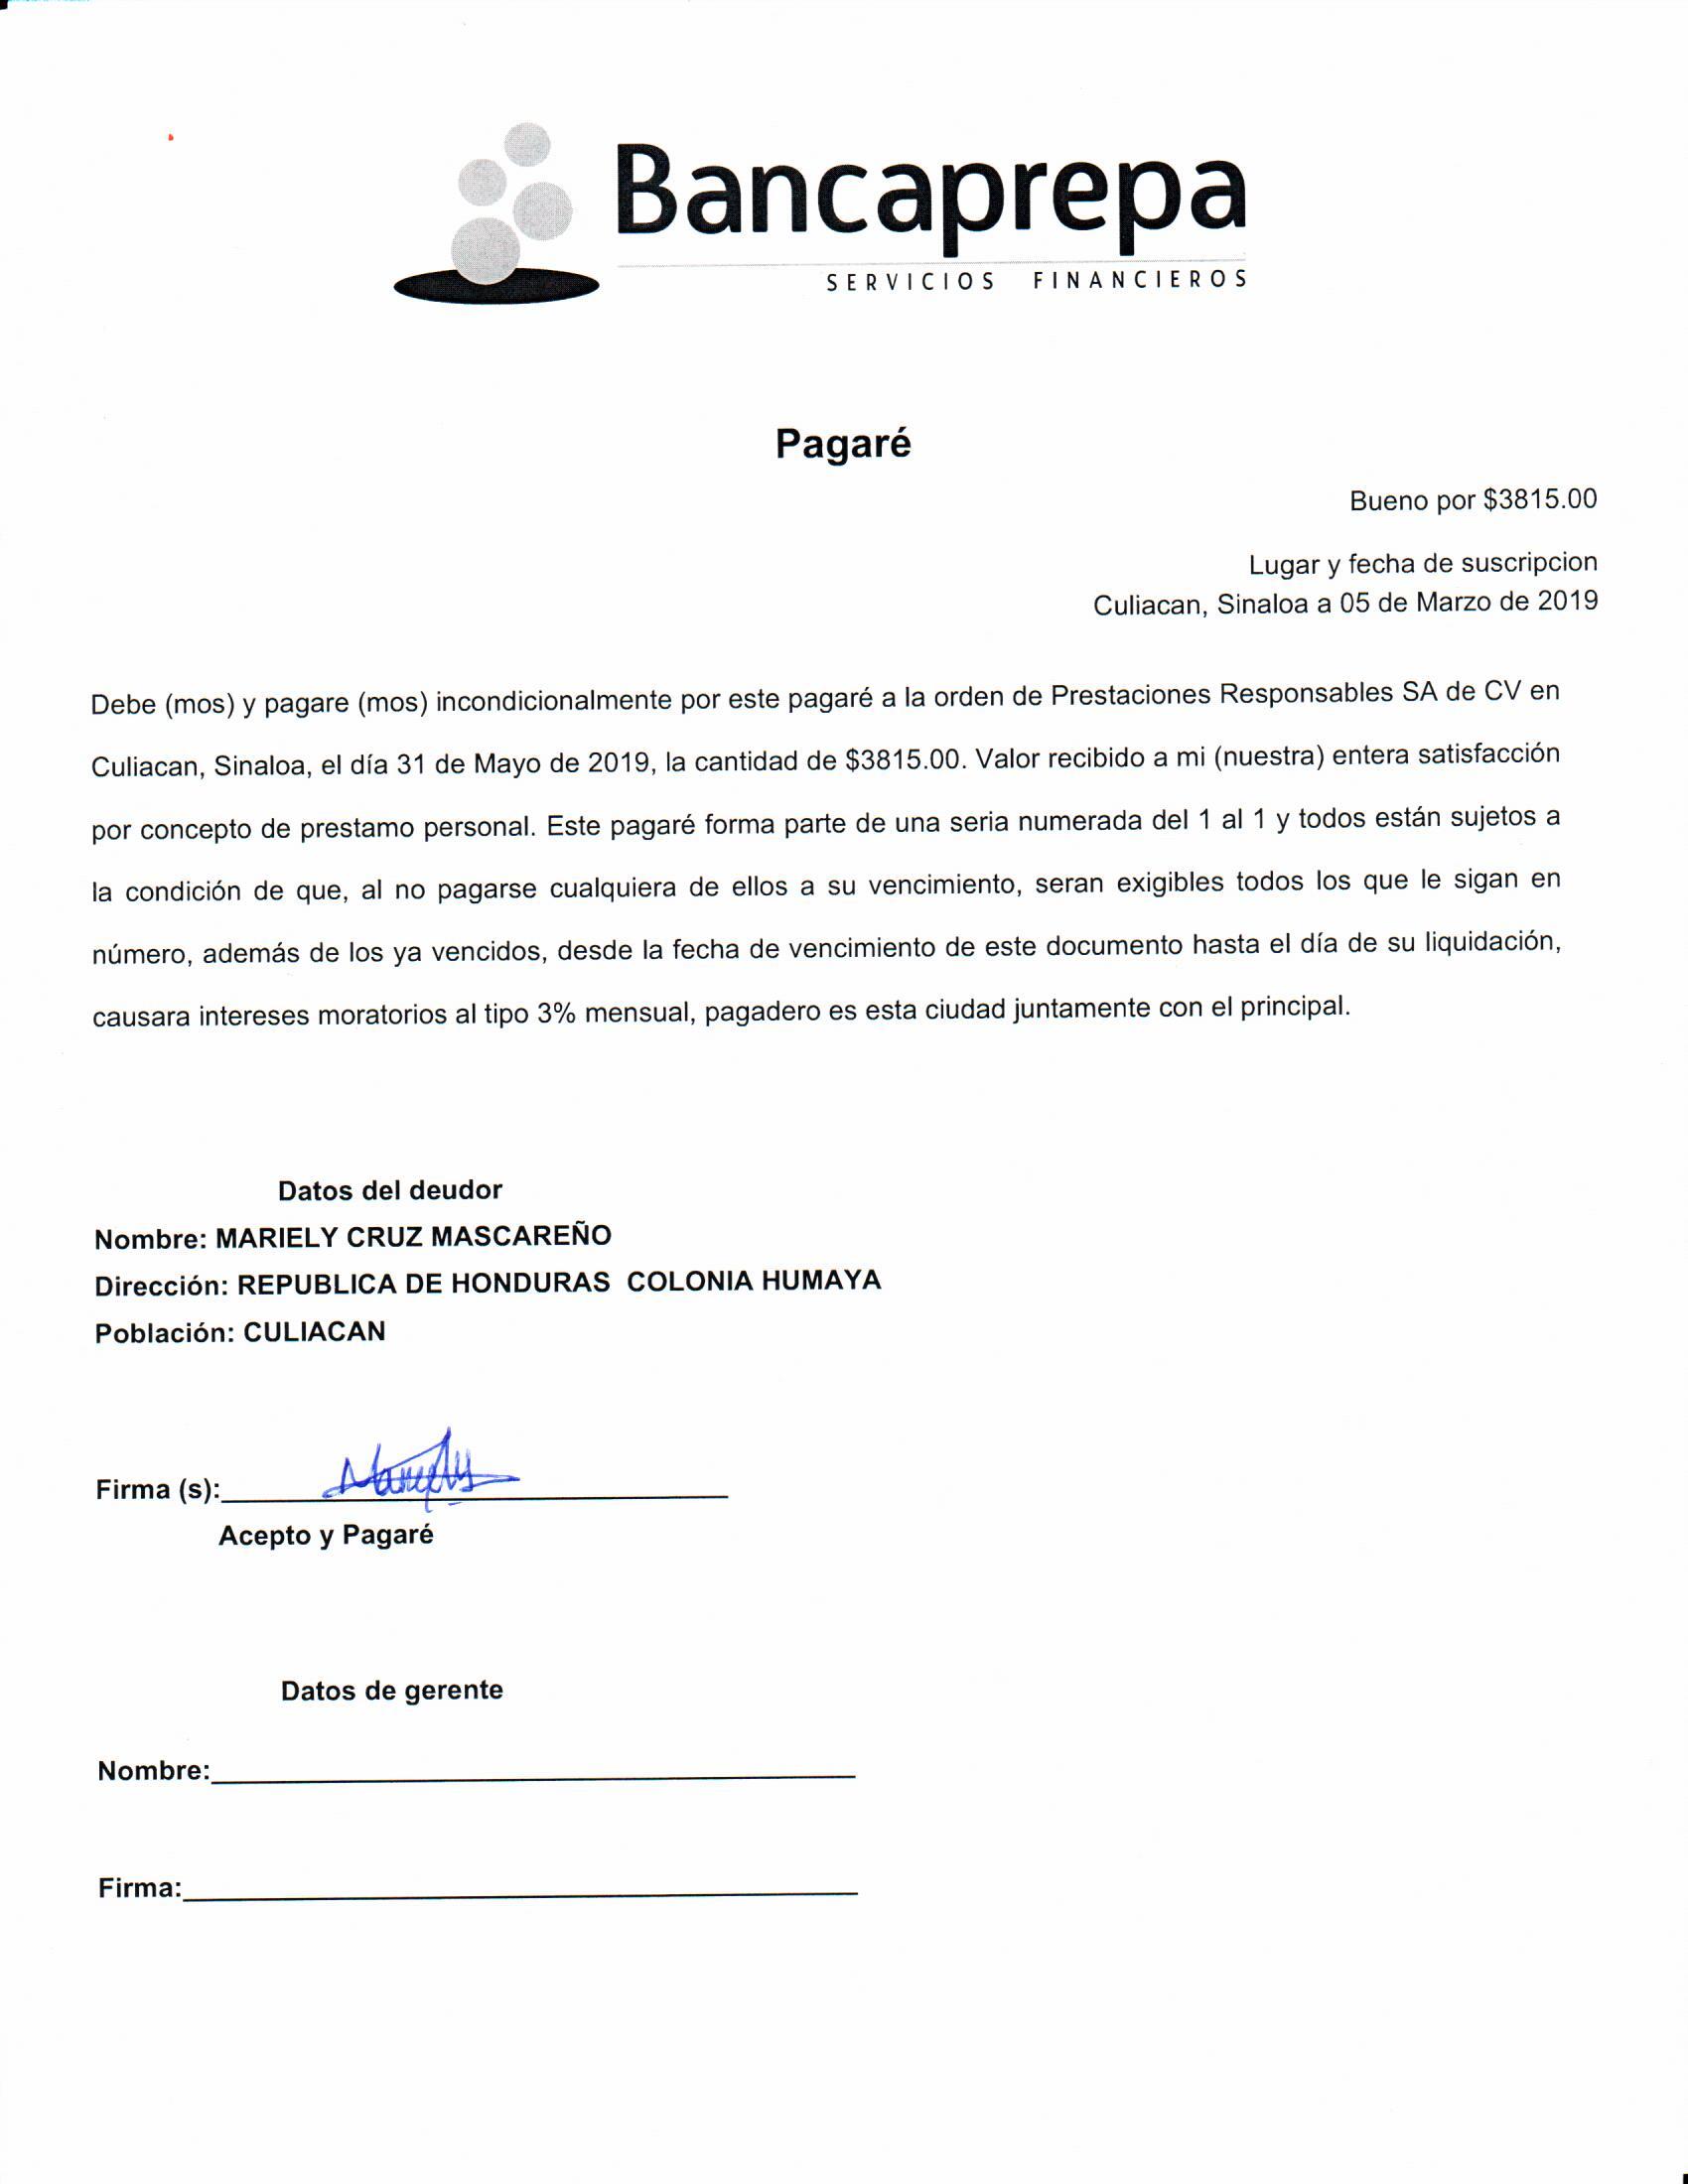 Bancaprepa
SERVICIOS FINANCIEROS
Pagaré
Bueno por $3815.00
Lugar y fecha de suscripcion
Culiacan, Sinaloa a 05 de Marzo de 2019
Debe (mos) y pagare (mos) incondicionalmente por este pagaré a la orden de Prestaciones Responsables SA de CV en
Culiacan, Sinaloa, el día 31 de Mayo de 2019, la cantidad de $3815.00. Valor recibido a mi (nuestra) entera satisfacción
por concepto de prestamo personal. Este pagaré forma parte de una seria numerada del 1 al 1 y todos están sujetos a
la condición de que, al no pagarse cualquiera de ellos a su vencimiento, seran exigibles todos los que le sigan en
número, además de los ya vencidos, desde la fecha de vencimiento de este documento hasta el día de su liquidación,
causara intereses moratorios al tipo 3% mensual, pagadero es esta ciudad juntamente con el principal.
Datos del deudor
Nombre: MARIELY CRUZ MASCAREÑO
Dirección: REPUBLICA DE HONDURAS COLONIA HUMAYA
Población: CULIACAN
Firma (s): Mariely
Acepto y Pagaré
Datos de gerente
Nombre:
Firma: